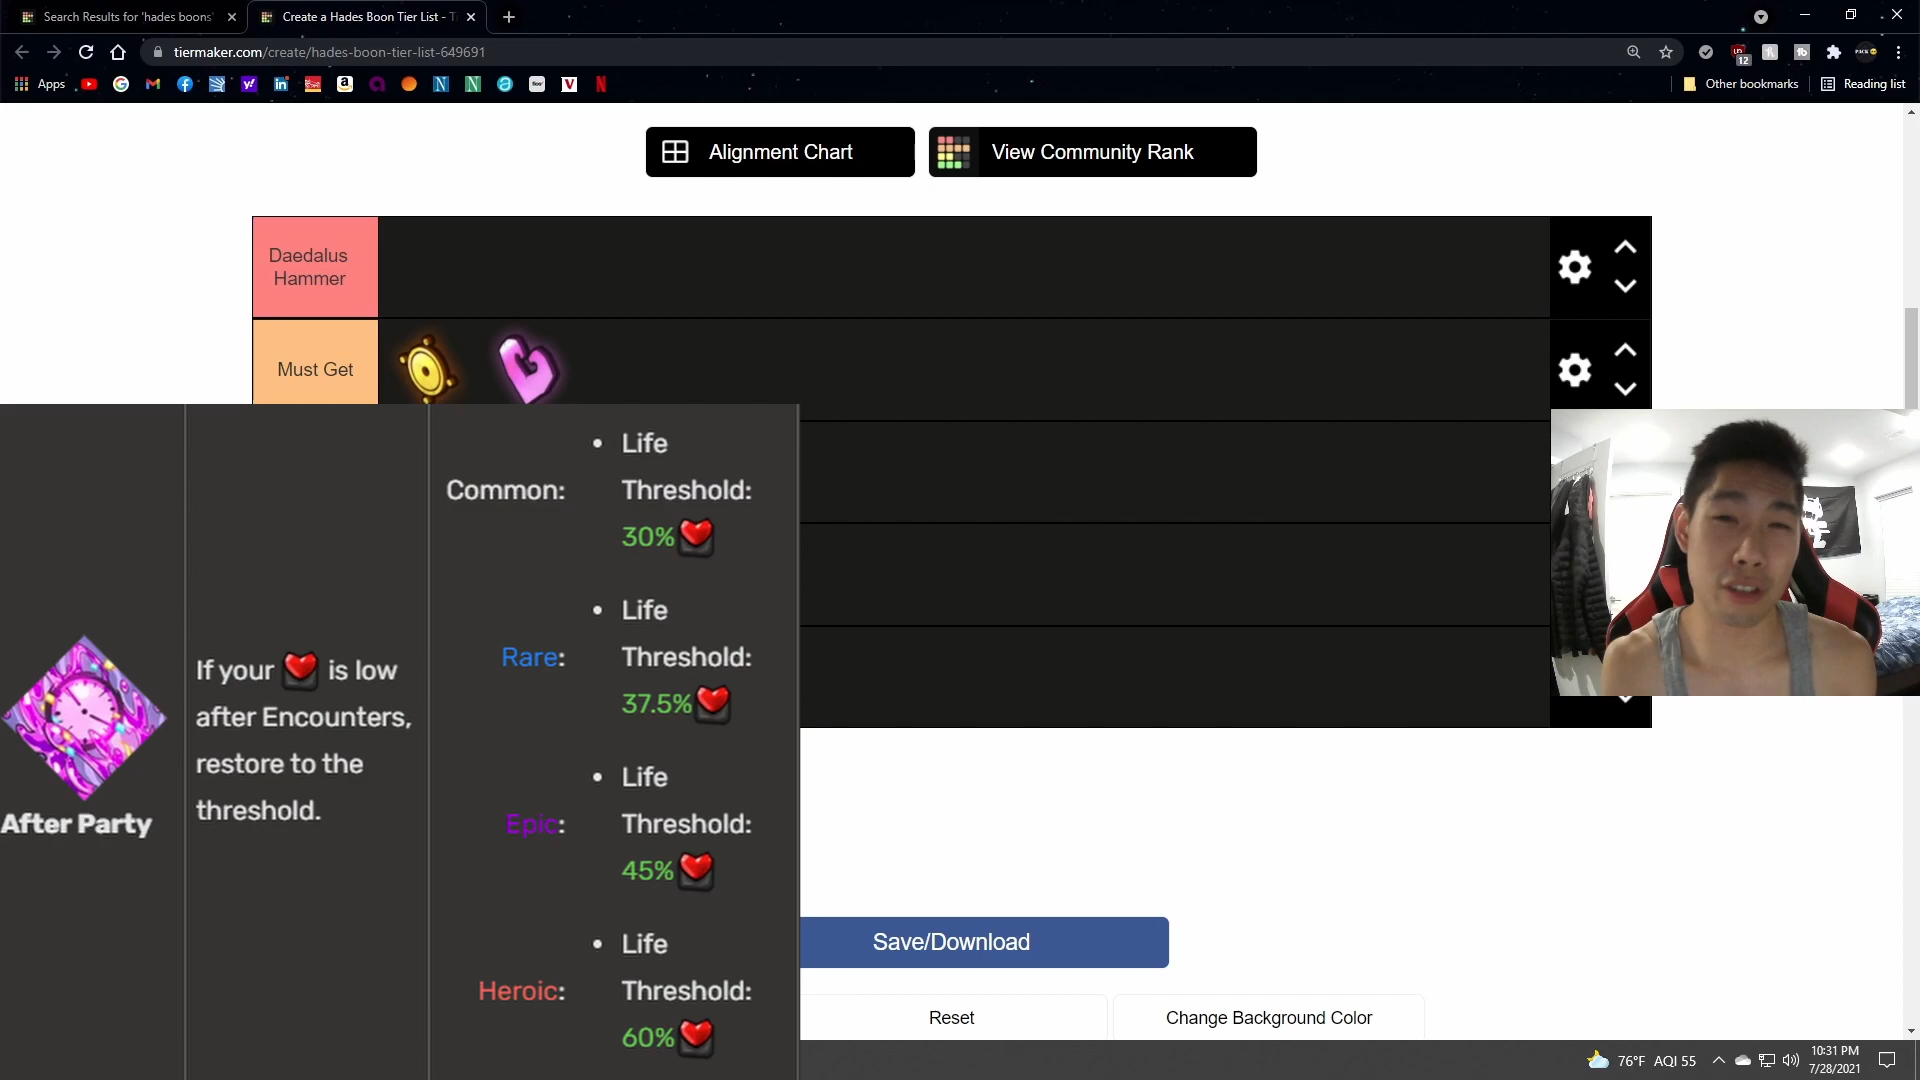 Search Results for 'hades boons'
Create a Hades Boon Tier List - T
tiermaker.com/create/hades-boon-tier-list-649691
12
Apps
Other bookmarks
Reading list
Alignment Chart
View Community Rank
Daedalus
Hammer
Must Get
After Party
If your is low
after Encounters,
restore to the
threshold.
Common:
Life
Threshold:
30%
Rare:
Life
Threshold:
37.5%
Epic:
Life
Threshold:
45%
Heroic:
Life
Threshold:
60%
Save/Download
Reset
Change Background Color
76°F AQI 55
10:31 PM
7/28/2021